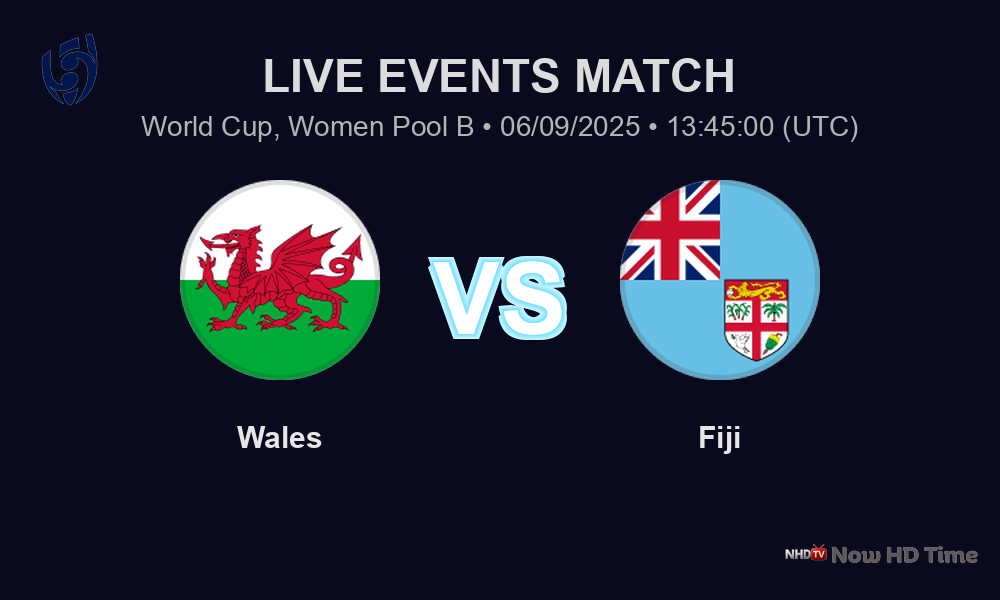 LIVE EVENTS MATCH
World Cup, Women Pool B • 06/09/2025 • 13:45:00 (UTC)
VS
Wales
Fiji
NHD TV Now HD Time